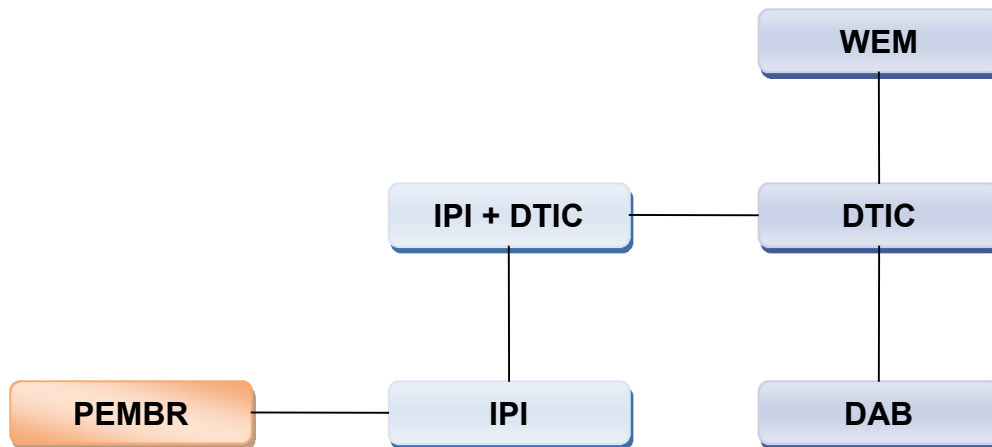 WEM
IPI + DTIC
DTIC
PEMBR
IPI
DAB